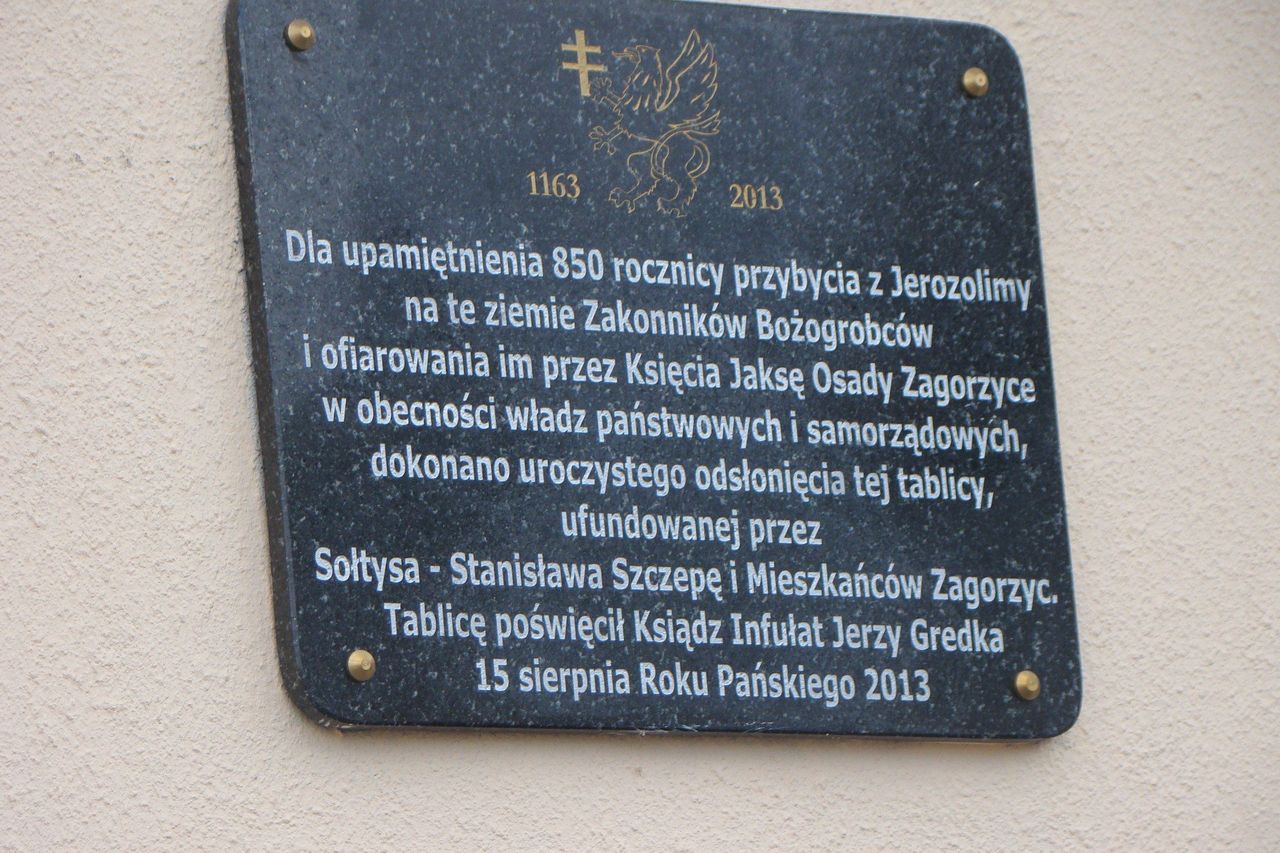 1163 2013
Dla upamiętnienia 850 rocznicy przybycia z Jerozolimy
na te ziemie Zakonników Bożogrobców
i ofiarowania im przez Księcia Jaksę Osady Zagorzyce
w obecności władz państwowych i samorządowych,
dokonano uroczystego odsłonięcia tej tablicy,
ufundowanej przez
Sołtysa - Stanisława Szczepę i Mieszkańców Zagorzyc.
Tablicę poświęcił Ksiądz Infułat Jerzy Gredka
15 sierpnia Roku Pańskiego 2013